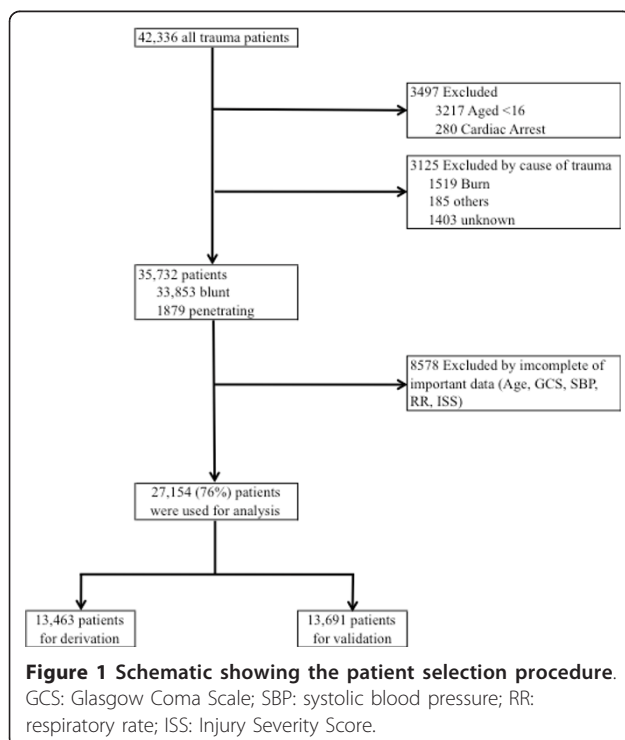 42,336 all trauma patients
3497 Excluded
3217 Aged <16
280 Cardiac Arrest
3125 Excluded by cause of trauma
1519 Burn
185 others
1403 unknown
35,732 patients
33,853 blunt
1879 penetrating
8578 Excluded by imcomplete of
important data (Age, GCS, SBP,
RR, ISS)
27,154 (76%) patients
were used for analysis
13,463 patients
for derivation
13,691 patients
for validation
Figure 1 Schematic showing the patient selection procedure.
GCS: Glasgow Coma Scale; SBP: systolic blood pressure; RR:
respiratory rate; ISS: Injury Severity Score.